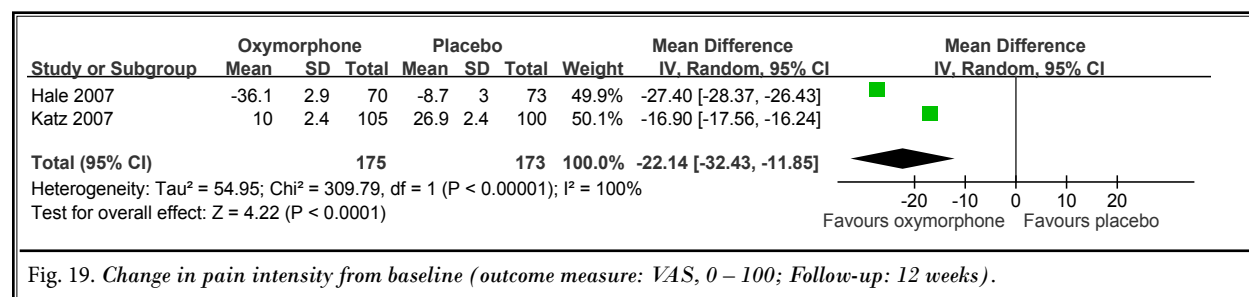 Oxymorphone Placebo Mean Difference Mean Difference
Study or Subgroup Mean SD Total Mean SD Total Weight IV, Random, 95% CI IV, Random, 95% CI
Hale 2007 -36.1 2.9 70 -8.7 3 73 49.9% -27.40 [-28.37, -26.43]
Katz 2007 10 2.4 105 26.9 2.4 100 50.1% -16.90 [-17.56, -16.24]
Total (95% CI) 175 173 100.0% -22.14 [-32.43, -11.85]
Heterogeneity: Tau² = 54.95; Chi² = 309.79, df = 1 (P < 0.00001); I² = 100%
Test for overall effect: Z = 4.22 (P < 0.0001)
-20 -10 0 10 20
Favours oxymorphone Favours placebo
Fig. 19. Change in pain intensity from baseline (outcome measure: VAS, 0 – 100; Follow-up: 12 weeks).